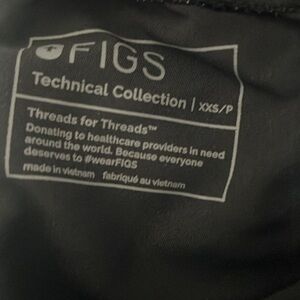 FIGS
Technical Collection | XXS/P
Threads for Threads™
Donating to healthcare providers in need
around the world. Because everyone
deserves to #wearFIGS
made in vietnam fabriqué au vietnam